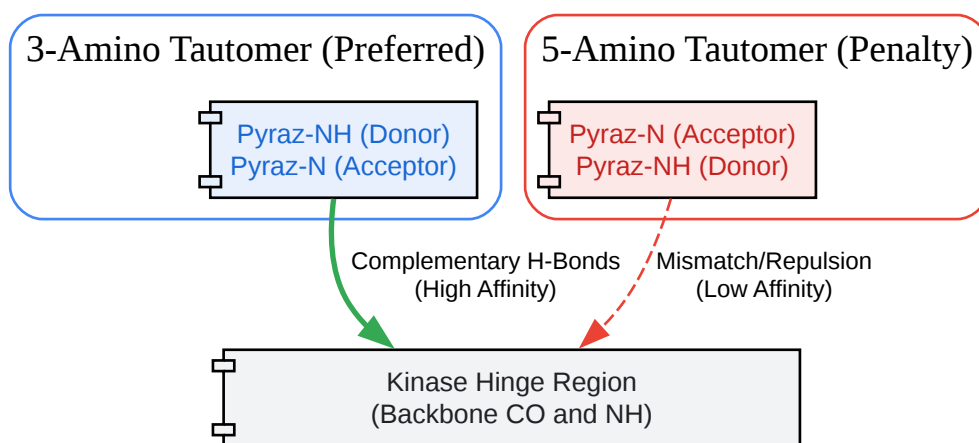 3-Amino Tautomer (Preferred)
5-Amino Tautomer (Penalty)
Pyraz-NH (Donor)
Pyraz-N (Acceptor)
Pyraz-N (Acceptor)
Pyraz-NH (Donor)
Complementary H-Bonds
(High Affinity)
Mismatch/Repulsion
(Low Affinity)
Kinase Hinge Region
(Backbone CO and NH)